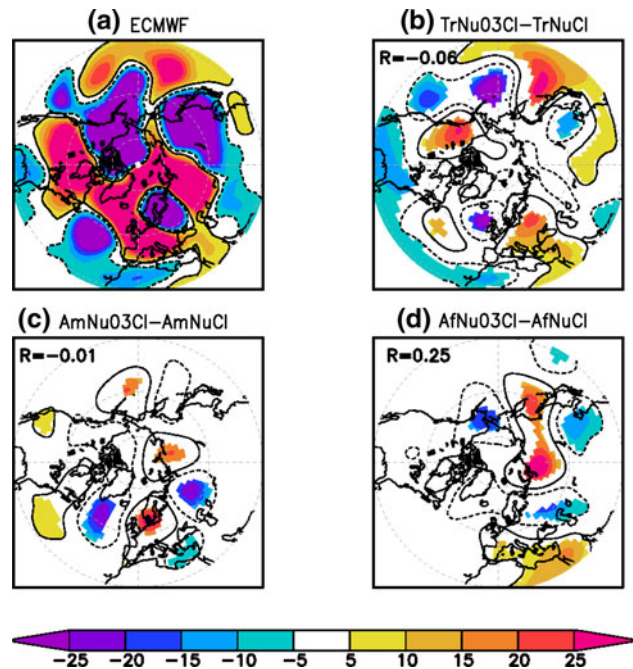 (a) ECMWF
(b) TrNu03Cl-TrNuCl
R=-0.06
(c) AmNu03Cl-AmNuCl
R=-0.01
(d) AfNu03Cl-AfNuCl
R=0.25
-25 -20 -15 -10 -5 5 10 15 20 25